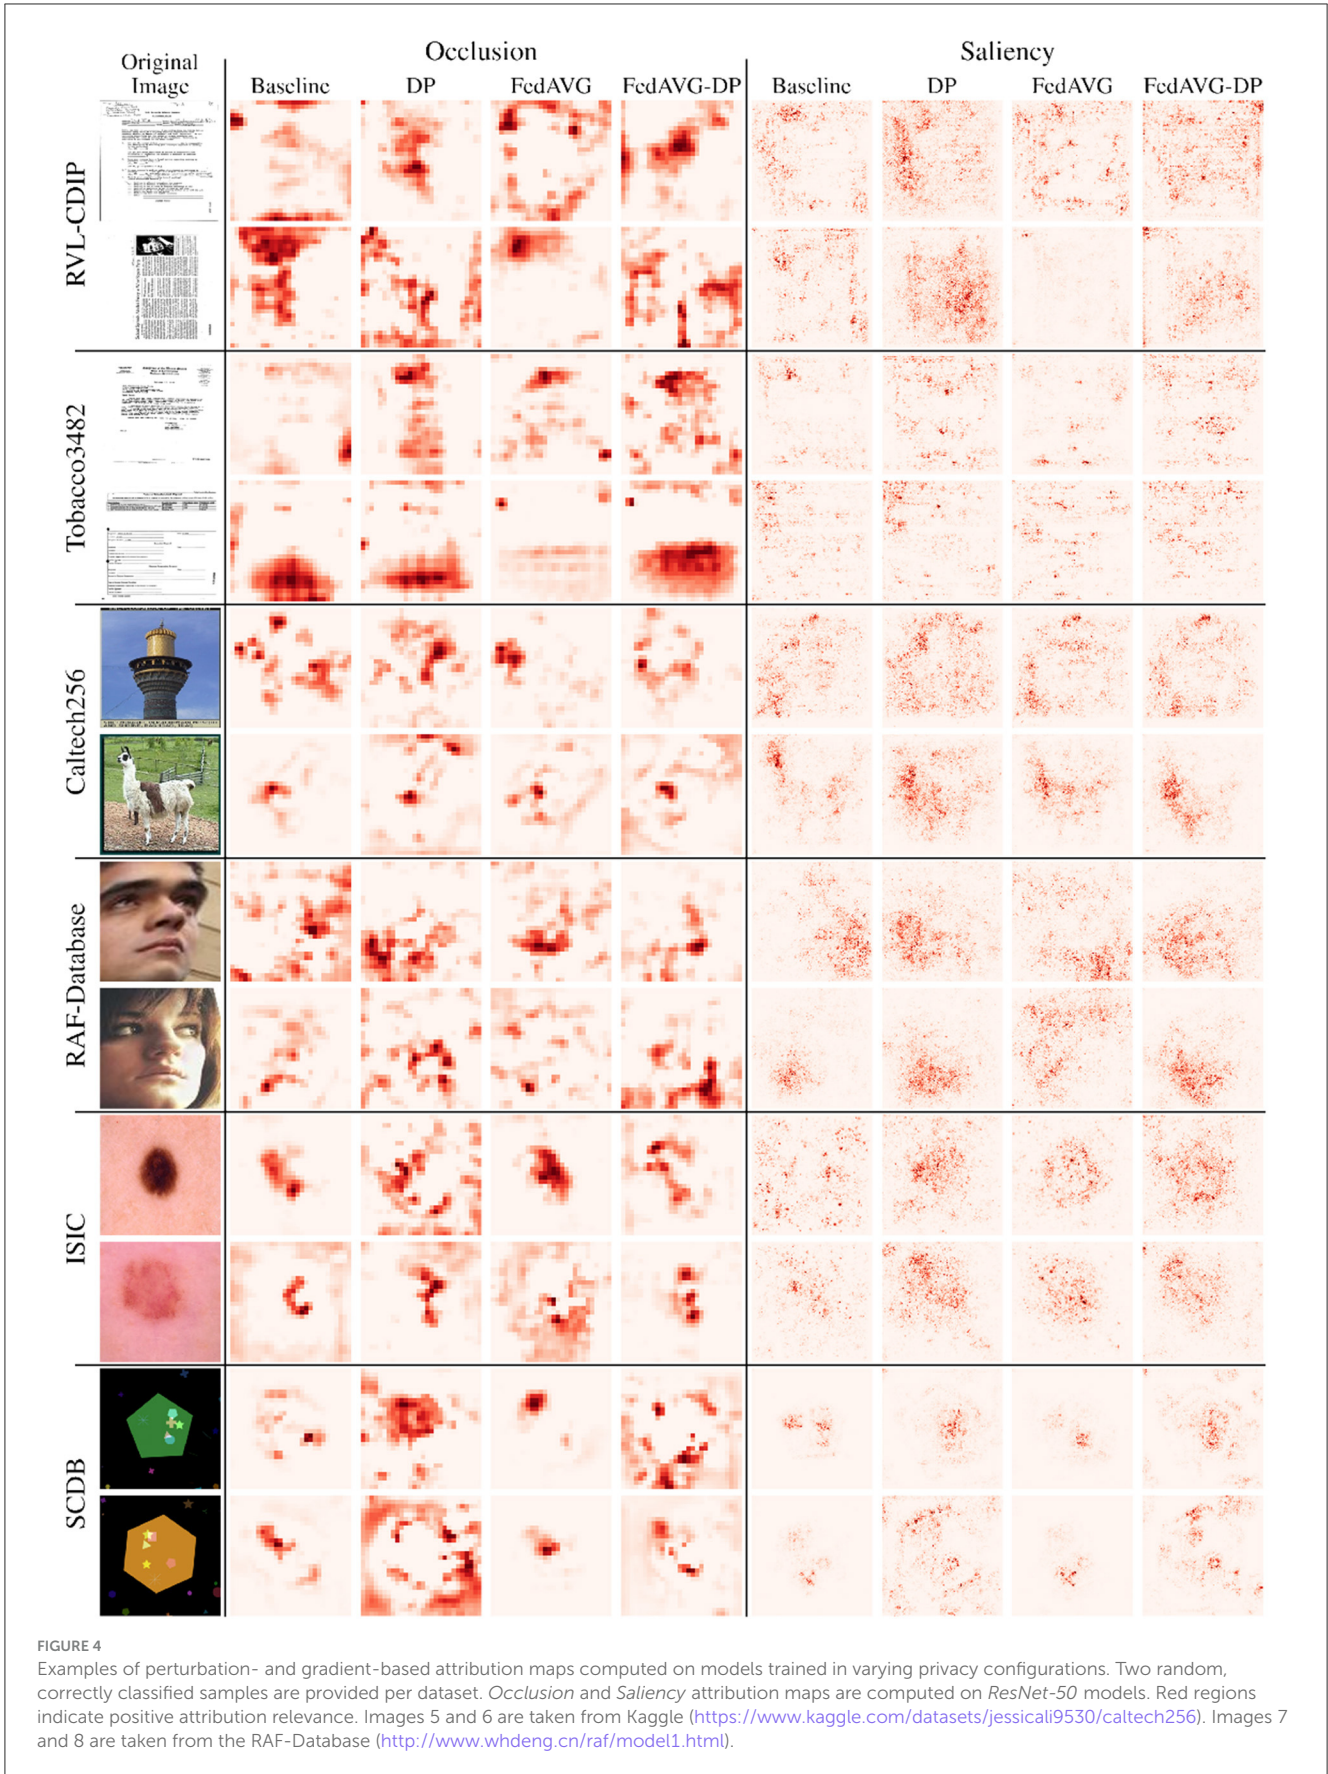 Occlusion
Saliency
Original
Image
Baseline
DP
FedAVG
FedAVG-DP
Baseline
DP
FedAVG
FedAVG-DP
RVL-CDIP
Tobacco3482
Caltech256
RAF-Database
ISIC
SCDB
FIGURE 4
Examples of perturbation- and gradient-based attribution maps computed on models trained in varying privacy configurations. Two random,
correctly classified samples are provided per dataset. Occlusion and Saliency attribution maps are computed on ResNet-50 models. Red regions
indicate positive attribution relevance. Images 5 and 6 are taken from Kaggle (https://www.kaggle.com/datasets/jessicali9530/caltech256). Images 7
and 8 are taken from the RAF-Database (http://www.whdeng.cn/raf/model1.html).